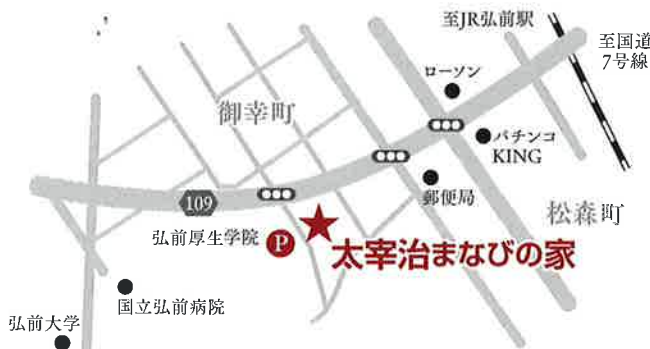 至JR弘前駅
至国道
7号線
ローソン
御幸町
パチンコ
KING
郵便局
松森町
109
弘前厚生学院
P
太宰治まなびの家
国立弘前病院
弘前大学